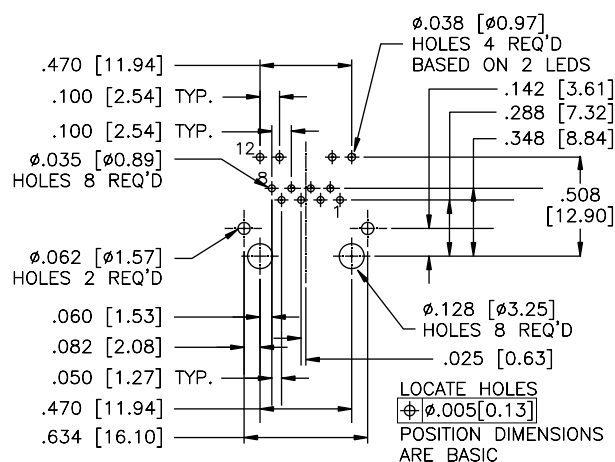 ø.038 [ø0.97]
HOLES 4 REQ'D
BASED ON 2 LEDS
.470 [11.94]
.142 [3.61]
.100 [2.54] TYP.
.288 [7.32]
.100 [2.54] TYP.
.348 [8.84]
12
ø.035 [ø0.89]
HOLES 8 REQ'D
8
.508
[12.90]
1
ø.062 [ø1.57]
HOLES 2 REQ'D
ø.128 [ø3.25]
HOLES 8 REQ'D
.060 [1.53]
.082 [2.08]
.025 [0.63]
.050 [1.27] TYP.
.470 [11.94]
.634 [16.10]
LOCATE HOLES
⌖ ø.005[0.13]
POSITION DIMENSIONS
ARE BASIC